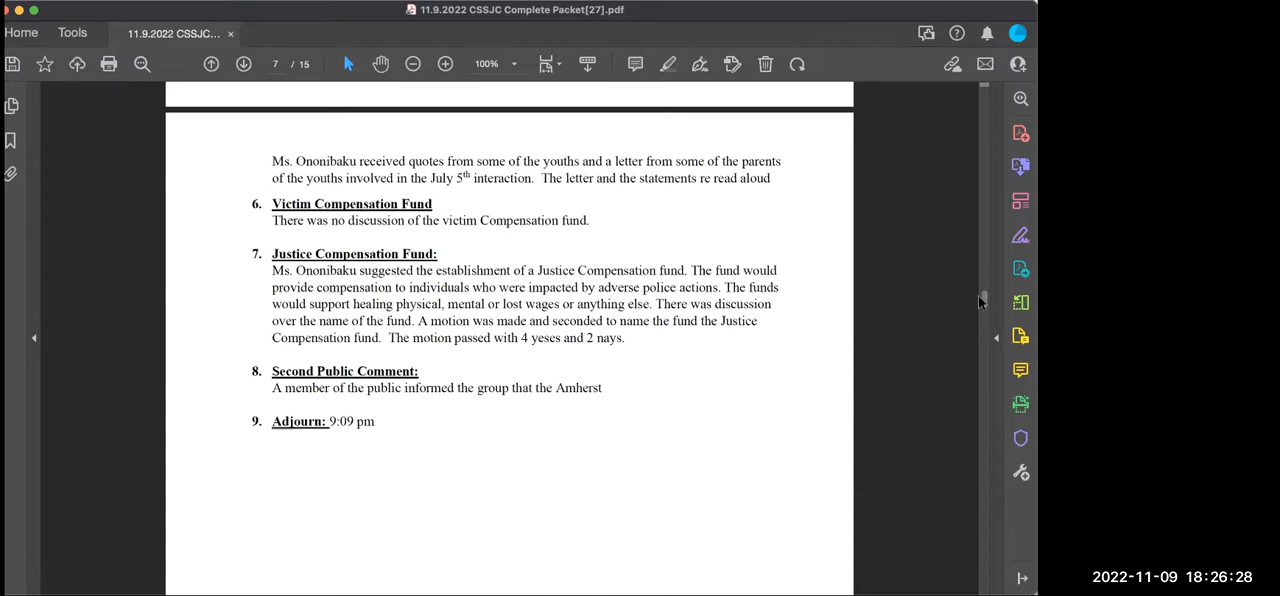 11.9.2022 CSSJC Complete Packet[27].pdf
Home Tools 11.9.2022 CSSJC... ×
7 / 15 100%
Ms. Ononibaku received quotes from some of the youths and a letter from some of the parents
of the youths involved in the July 5th interaction. The letter and the statements re read aloud
6. Victim Compensation Fund
There was no discussion of the victim Compensation fund.
7. Justice Compensation Fund:
Ms. Ononibaku suggested the establishment of a Justice Compensation fund. The fund would
provide compensation to individuals who were impacted by adverse police actions. The funds
would support healing physical, mental or lost wages or anything else. There was discussion
over the name of the fund. A motion was made and seconded to name the fund the Justice
Compensation fund. The motion passed with 4 yeses and 2 nays.
8. Second Public Comment:
A member of the public informed the group that the Amherst
9. Adjourn: 9:09 pm
2022-11-09 18:26:28